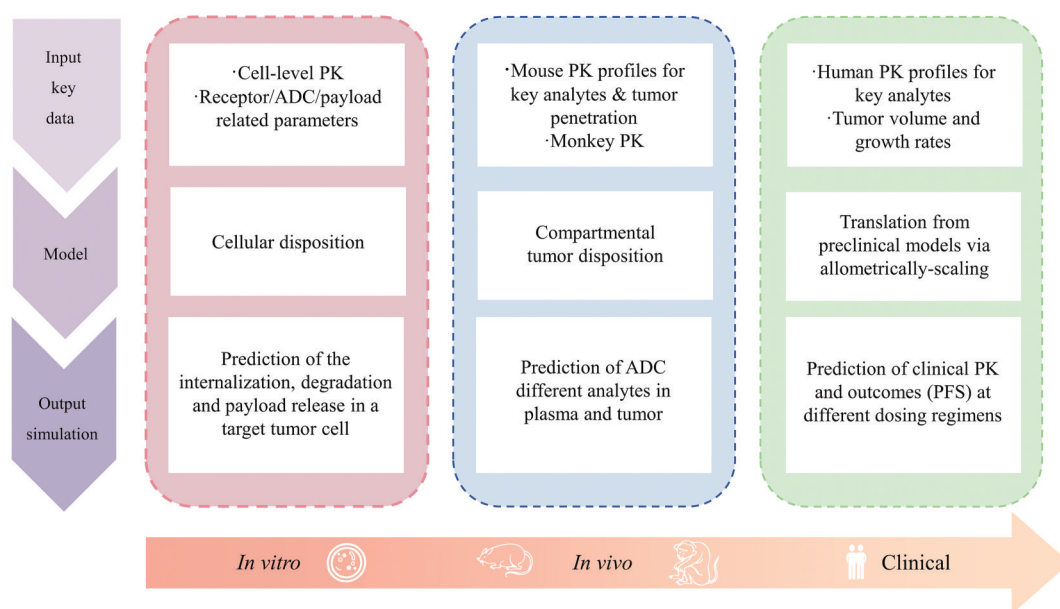 Input
key
data
·Cell-level PK
·Receptor/ADC/payload
related parameters
·Mouse PK profiles for
key analytes & tumor
penetration
·Monkey PK
·Human PK profiles for
key analytes
·Tumor volume and
growth rates
Model
Cellular disposition
Compartmental
tumor disposition
Translation from
preclinical models via
allometrically-scaling
Output
simulation
Prediction of the
internalization, degradation
and payload release in a
target tumor cell
Prediction of ADC
different analytes in
plasma and tumor
Prediction of clinical PK
and outcomes (PFS) at
different dosing regimens
In vitro
In vivo
Clinical